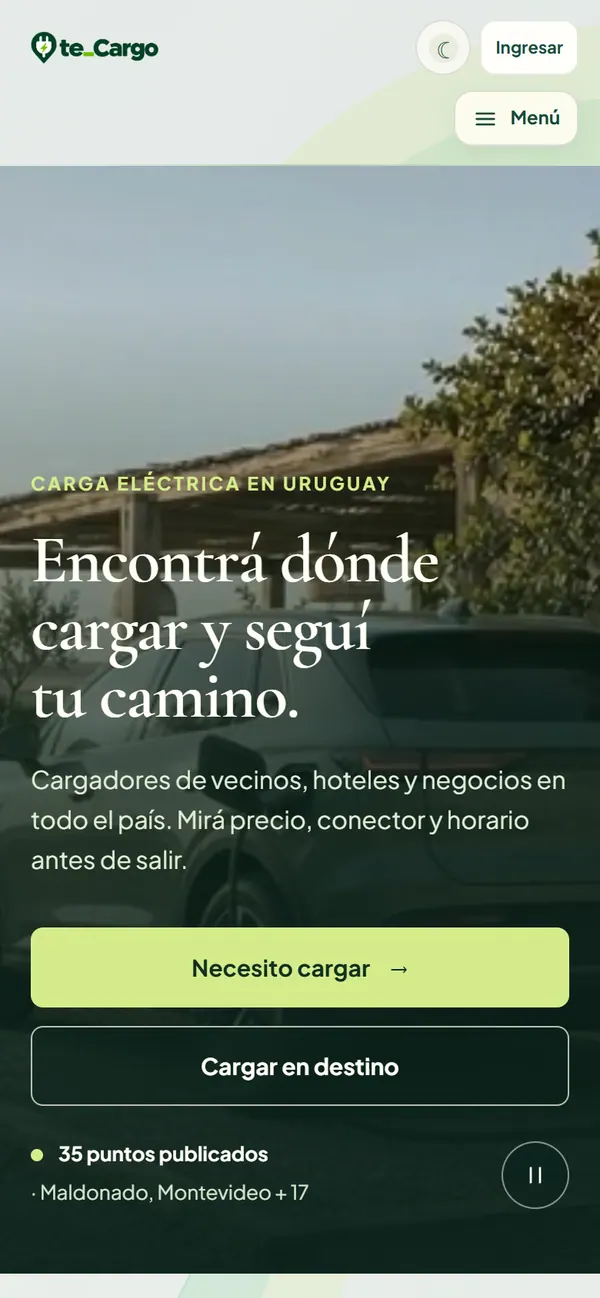 te_Cargo
Ingresar
Menú
CARGA ELÉCTRICA EN URUGUAY
Encontrá dónde
cargar y seguí
tu camino.
Cargadores de vecinos, hoteles y negocios en
todo el país. Mirá precio, conector y horario
antes de salir.
Necesito cargar →
Cargar en destino
35 puntos publicados
· Maldonado, Montevideo + 17